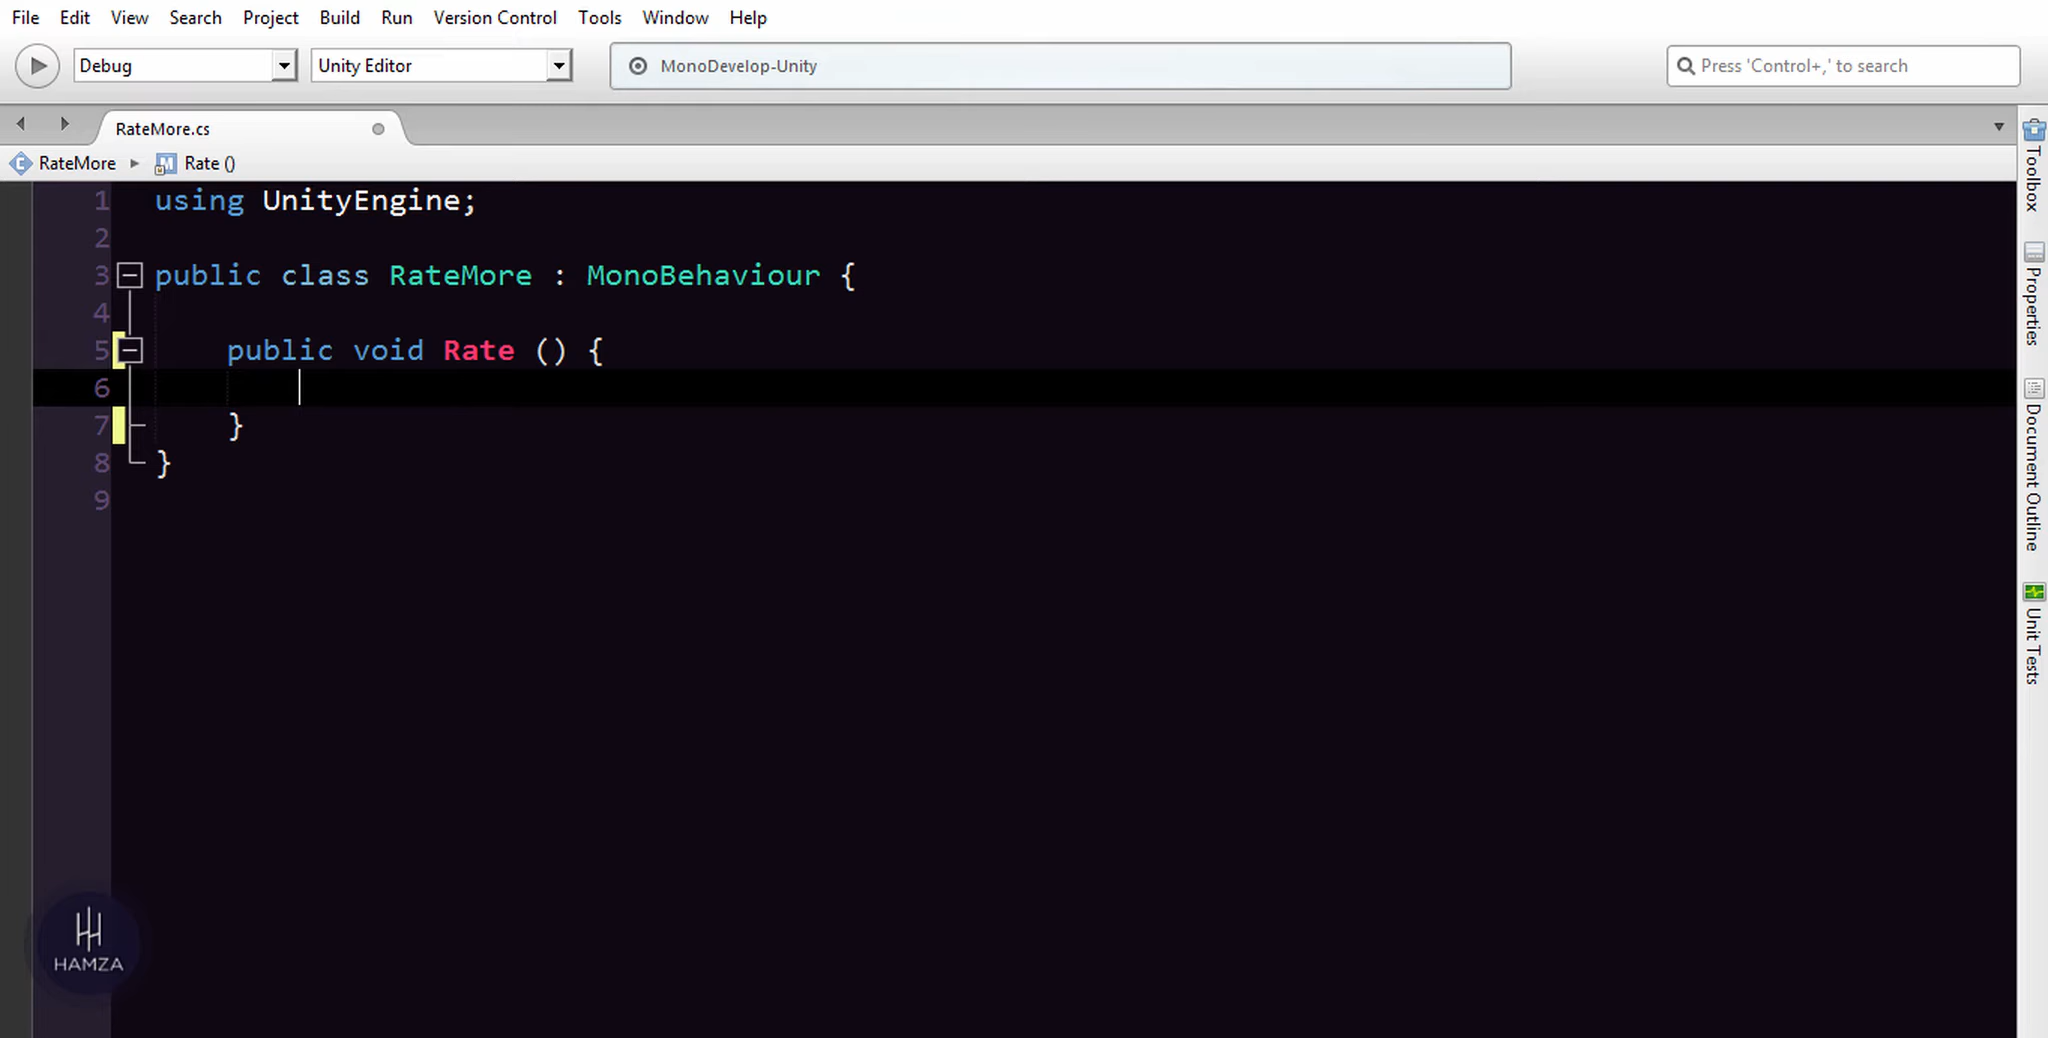 File Edit View Search Project Build Run Version Control Tools Window Help
Debug Unity Editor MonoDevelop-Unity Press 'Control+,' to search
RateMore.cs
RateMore Rate ()
1 using UnityEngine;
2
3 public class RateMore : MonoBehaviour {
4
5 public void Rate () {
6
7 }
8 }
9
Toolbox
Properties
Document Outline
Unit Tests
HAMZA